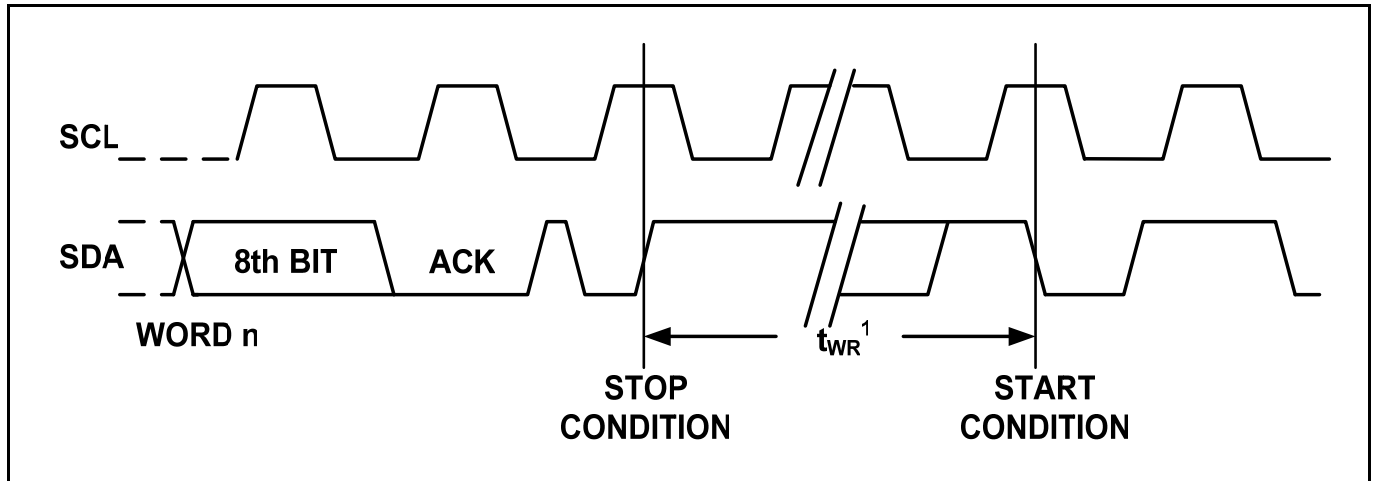 SCL
SDA
8th BIT
ACK
WORD n
tWR1
STOP
CONDITION
START
CONDITION